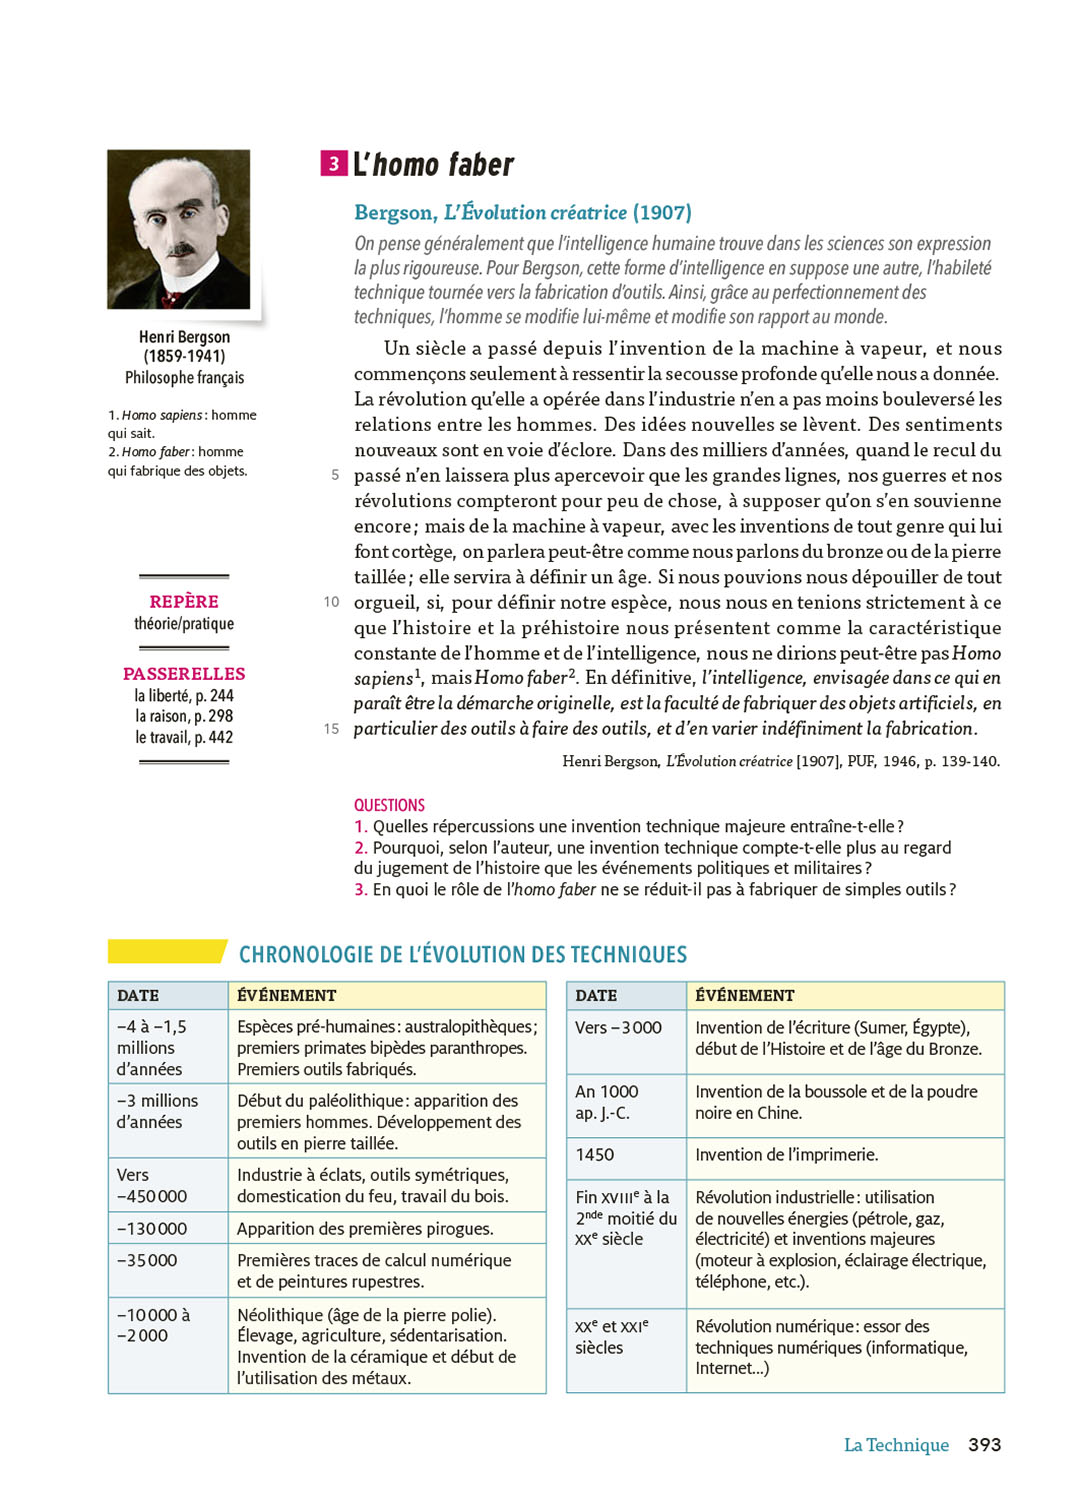 Henri Bergson
(1859-1941)
Philosophe français
1. Homo sapiens : homme
qui sait.
2. Homo faber : homme
qui fabrique des objets.
REPÈRE
théorie/pratique
PASSERELLES
la liberté, p. 244
la raison, p. 298
le travail, p. 442
3 L’homo faber
Bergson, L’Évolution créatrice (1907)
On pense généralement que l’intelligence humaine trouve dans les sciences son expression
la plus rigoureuse. Pour Bergson, cette forme d’intelligence en suppose une autre, l’habileté
technique tournée vers la fabrication d’outils. Ainsi, grâce au perfectionnement des
techniques, l’homme se modifie lui-même et modifie son rapport au monde.
Un siècle a passé depuis l’invention de la machine à vapeur, et nous
commençons seulement à ressentir la secousse profonde qu’elle nous a donnée.
La révolution qu’elle a opérée dans l’industrie n’en a pas moins bouleversé les
relations entre les hommes. Des idées nouvelles se lèvent. Des sentiments
nouveaux sont en voie d’éclore. Dans des milliers d’années, quand le recul du
5 passé n’en laissera plus apercevoir que les grandes lignes, nos guerres et nos
révolutions compteront pour peu de chose, à supposer qu’on s’en souvienne
encore ; mais de la machine à vapeur, avec les inventions de tout genre qui lui
font cortège, on parlera peut-être comme nous parlons du bronze ou de la pierre
taillée ; elle servira à définir un âge. Si nous pouvions nous dépouiller de tout
10 orgueil, si, pour définir notre espèce, nous nous en tenions strictement à ce
que l’histoire et la préhistoire nous présentent comme la caractéristique
constante de l’homme et de l’intelligence, nous ne dirions peut-être pas Homo
sapiens1, mais Homo faber2. En définitive, l’intelligence, envisagée dans ce qui en
paraît être la démarche originelle, est la faculté de fabriquer des objets artificiels, en
15 particulier des outils à faire des outils, et d’en varier indéfiniment la fabrication.
Henri Bergson, L’Évolution créatrice [1907], PUF, 1946, p. 139-140.
QUESTIONS
1. Quelles répercussions une invention technique majeure entraîne-t-elle ?
2. Pourquoi, selon l’auteur, une invention technique compte-t-elle plus au regard
du jugement de l’histoire que les événements politiques et militaires ?
3. En quoi le rôle de l’homo faber ne se réduit-il pas à fabriquer de simples outils ?
CHRONOLOGIE DE L’ÉVOLUTION DES TECHNIQUES
DATE ÉVÉNEMENT
–4 à –1,5 Espèces pré-humaines : australopithèques ;
millions premiers primates bipèdes paranthropes.
d’années Premiers outils fabriqués.
–3 millions Début du paléolithique : apparition des
d’années premiers hommes. Développement des
outils en pierre taillée.
Vers Industrie à éclats, outils symétriques,
–450 000 domestication du feu, travail du bois.
–130 000 Apparition des premières pirogues.
–35 000 Premières traces de calcul numérique
et de peintures rupestres.
–10 000 à Néolithique (âge de la pierre polie).
–2 000 Élevage, agriculture, sédentarisation.
Invention de la céramique et début de
l’utilisation des métaux.
DATE ÉVÉNEMENT
Vers – 3 000 Invention de l’écriture (Sumer, Égypte),
début de l’Histoire et de l’âge du Bronze.
An 1000 Invention de la boussole et de la poudre
ap. J.-C. noire en Chine.
1450 Invention de l’imprimerie.
Fin XVIIIe à la Révolution industrielle : utilisation
2nde moitié du de nouvelles énergies (pétrole, gaz,
XXe siècle électricité) et inventions majeures
(moteur à explosion, éclairage électrique,
téléphone, etc.).
XXe et XXIe Révolution numérique : essor des
siècles techniques numériques (informatique,
Internet...)
La Technique 393